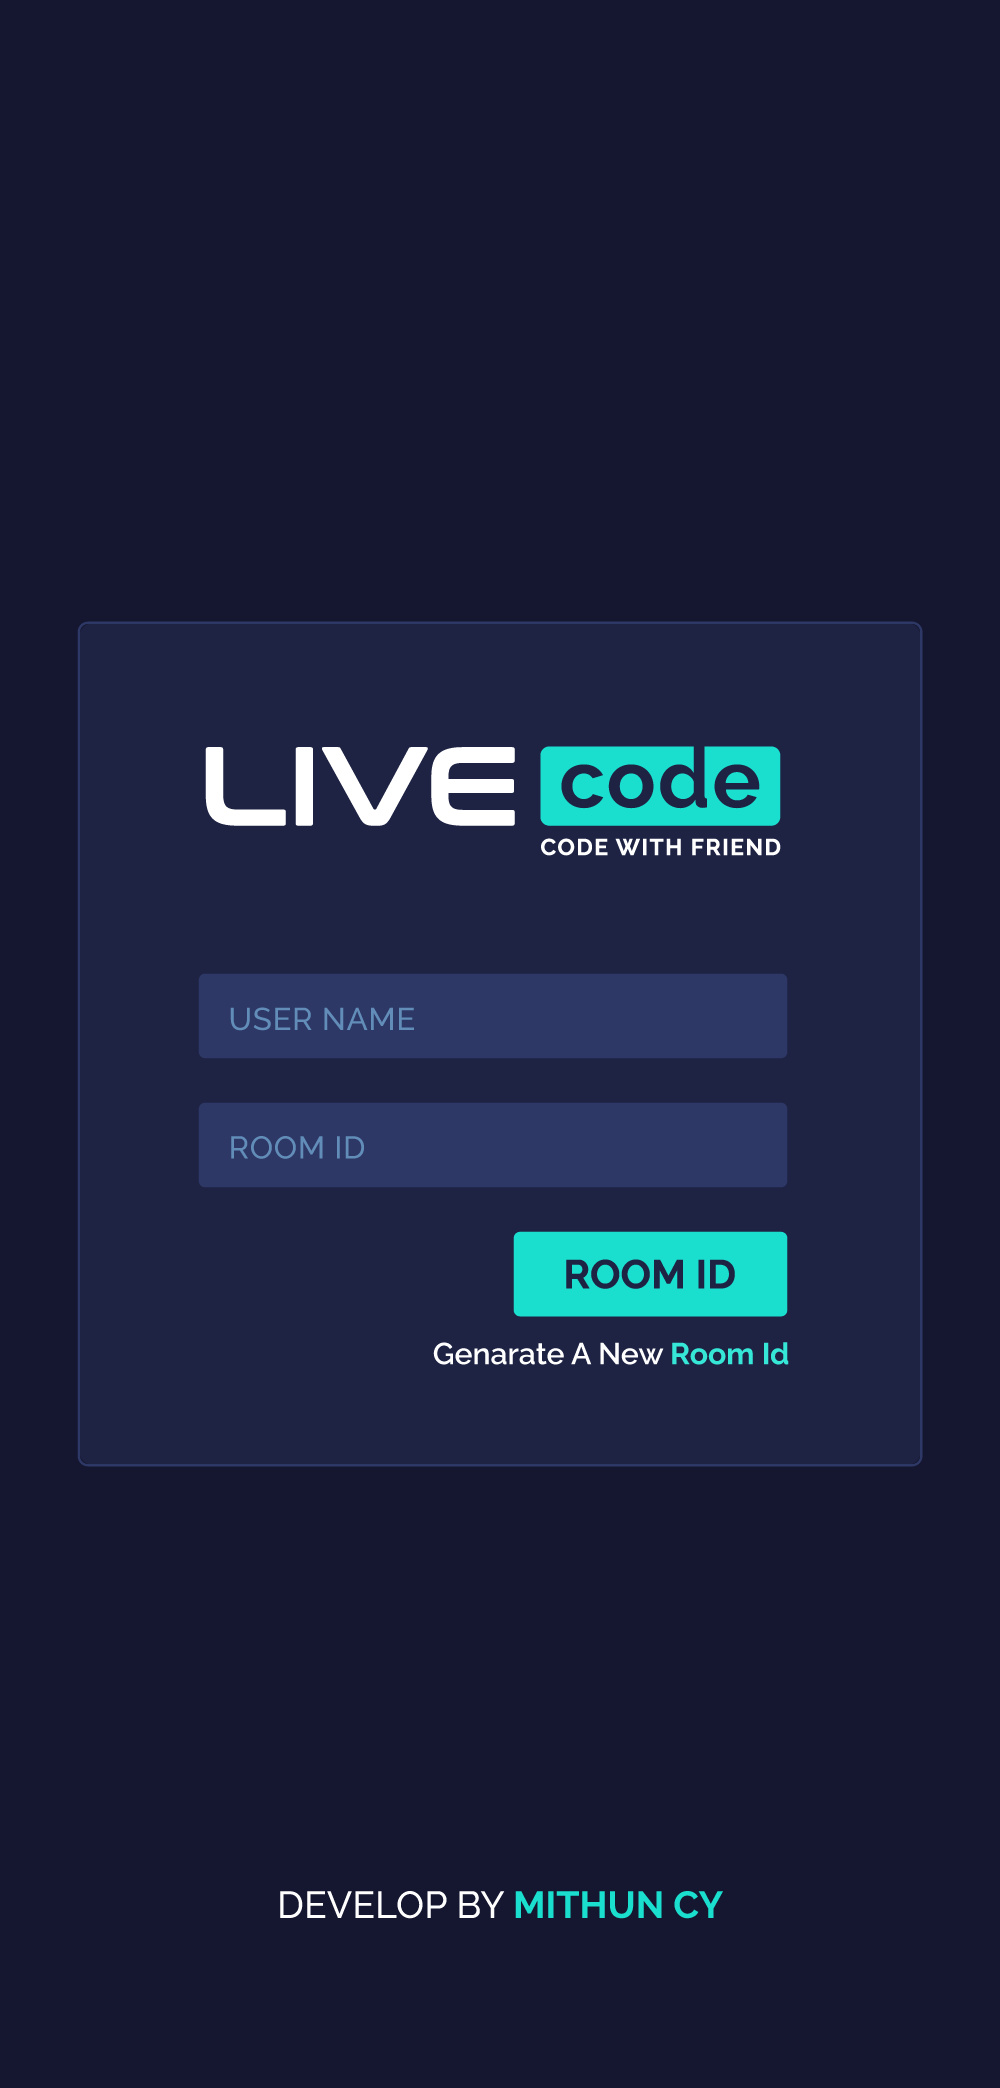 LIVE code
CODE WITH FRIEND
USER NAME
ROOM ID
ROOM ID
Genarate A New Room Id
DEVELOP BY MITHUN CY